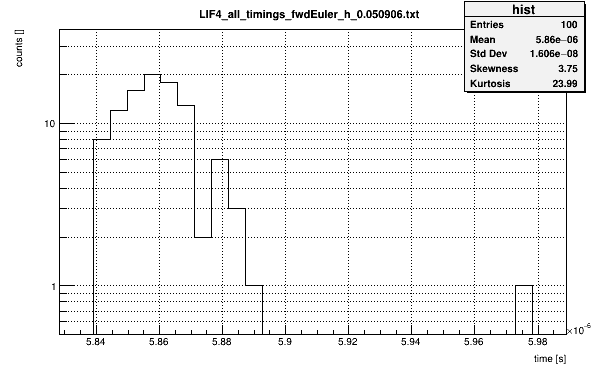 LIF4_all_timings_fwdEuler_h_0.050906.txt
hist
Entries 100
Mean 5.86e−06
Std Dev 1.606e−08
Skewness 3.75
Kurtosis 23.99
counts []
10
1
5.84 5.86 5.88 5.9 5.92 5.94 5.96 5.98
×10−6
time [s]